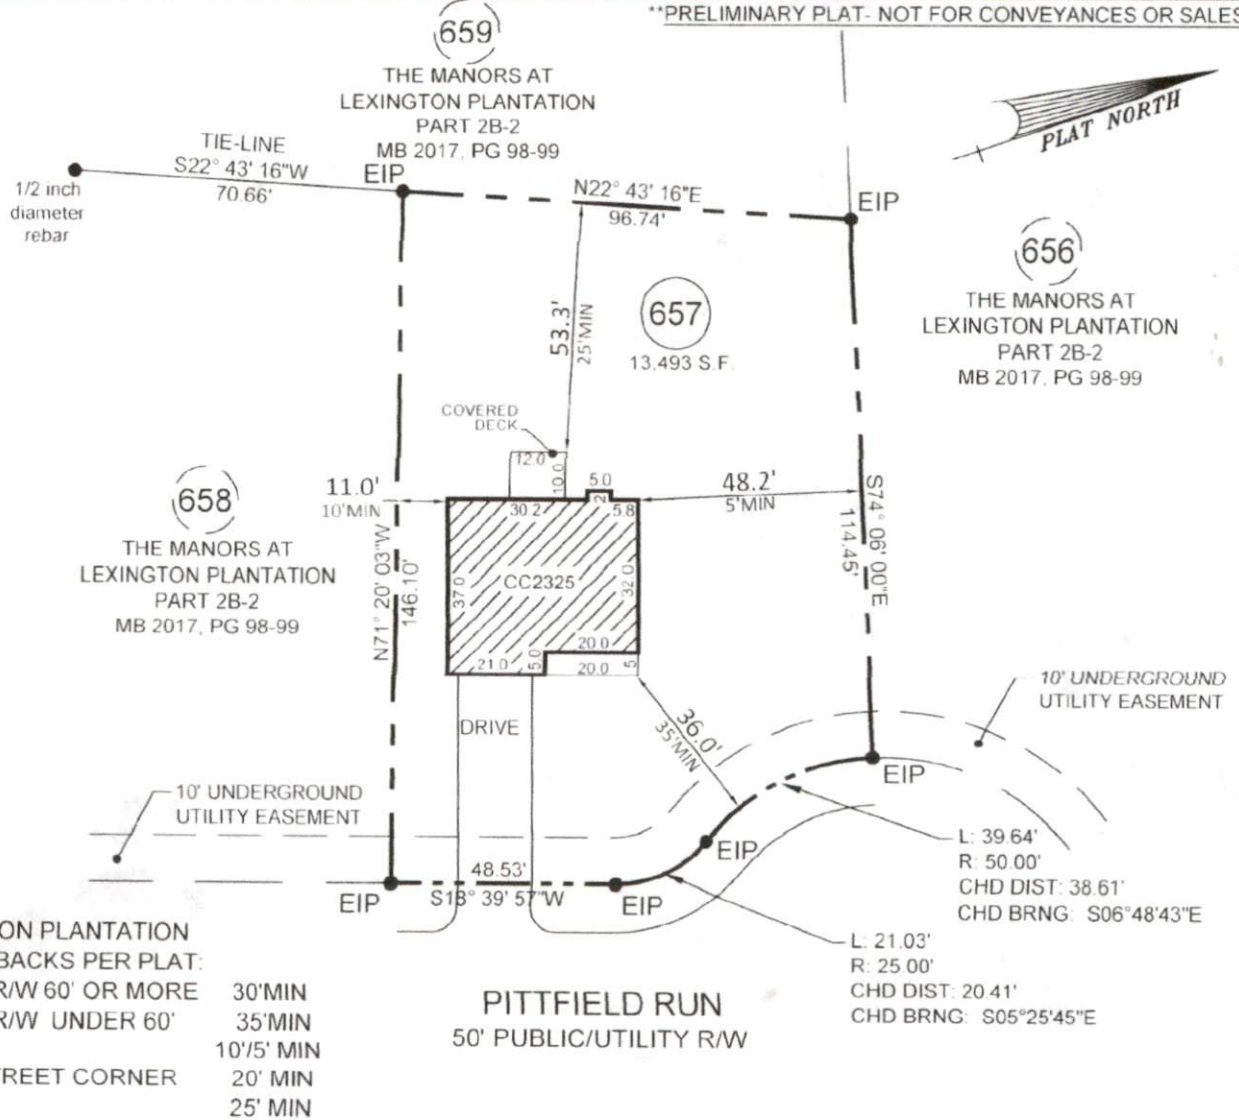 **PRELIMINARY PLAT- NOT FOR CONVEYANCES OR SALES
659
THE MANORS AT
LEXINGTON PLANTATION
PART 2B-2
MB 2017, PG 98-99
PLAT NORTH
TIE-LINE
S22° 43' 16"W
70.66'
1/2 inch
diameter
rebar
EIP
N22° 43' 16"E
96.74'
EIP
656
THE MANORS AT
LEXINGTON PLANTATION
PART 2B-2
MB 2017, PG 98-99
53.3'
25'MIN
657
13,493 S.F.
COVERED
DECK
12.0
10.0
5.0
2
30.2
5.8
11.0'
10'MIN
48.2'
5'MIN
S74° 06' 00"E
114.45'
658
THE MANORS AT
LEXINGTON PLANTATION
PART 2B-2
MB 2017, PG 98-99
N71° 20' 03"W
146.10'
37.0
CC2325
32.0
20.0
21.0
5.0
20.0
5
DRIVE
36.0'
35'MIN
10' UNDERGROUND
UTILITY EASEMENT
10' UNDERGROUND
UTILITY EASEMENT
EIP
EIP
EIP
48.53'
S18° 39' 57"W
EIP
L: 39.64'
R: 50.00'
CHD DIST: 38.61'
CHD BRNG: S06°48'43"E
L: 21.03'
R: 25.00'
CHD DIST: 20.41'
CHD BRNG: S05°25'45"E
ON PLANTATION
BACKS PER PLAT:
R/W 60' OR MORE 30'MIN
R/W UNDER 60' 35'MIN
10'/5' MIN
TREET CORNER 20' MIN
25' MIN
PITTFIELD RUN
50' PUBLIC/UTILITY R/W